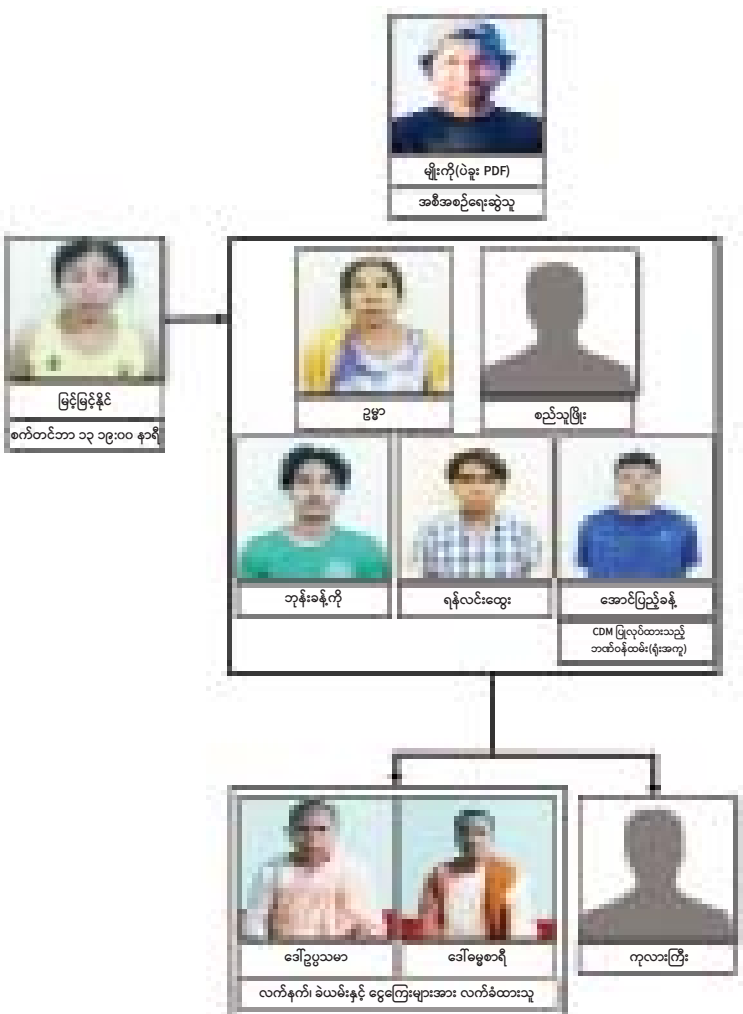 မျိုးကို(ပဲခူး PDF)
အစီအစဉ်ရေးဆွဲသူ
မြင့်မြင့်နိုင်
စက်တင်ဘာ ၁၃ ၁၉:၀၀ နာရီ
ဥမ္မာ
စည်သူဖြိုး
ဘုန်းခန့်ကို
ရန်လင်းထွေး
အောင်ပြည့်ခန့်
CDM ပြုလုပ်ထားသည့်
ဘဏ်ဝန်ထမ်း(ရုံးအကူ)
ဒေါ်ဥပ္ပသမာ
ဒေါ်ဓမ္မစာရီ
ကုလားကြီး
လက်နက်၊ ခဲယမ်းနှင့် ငွေကြေးများအား လက်ခံထားသူ